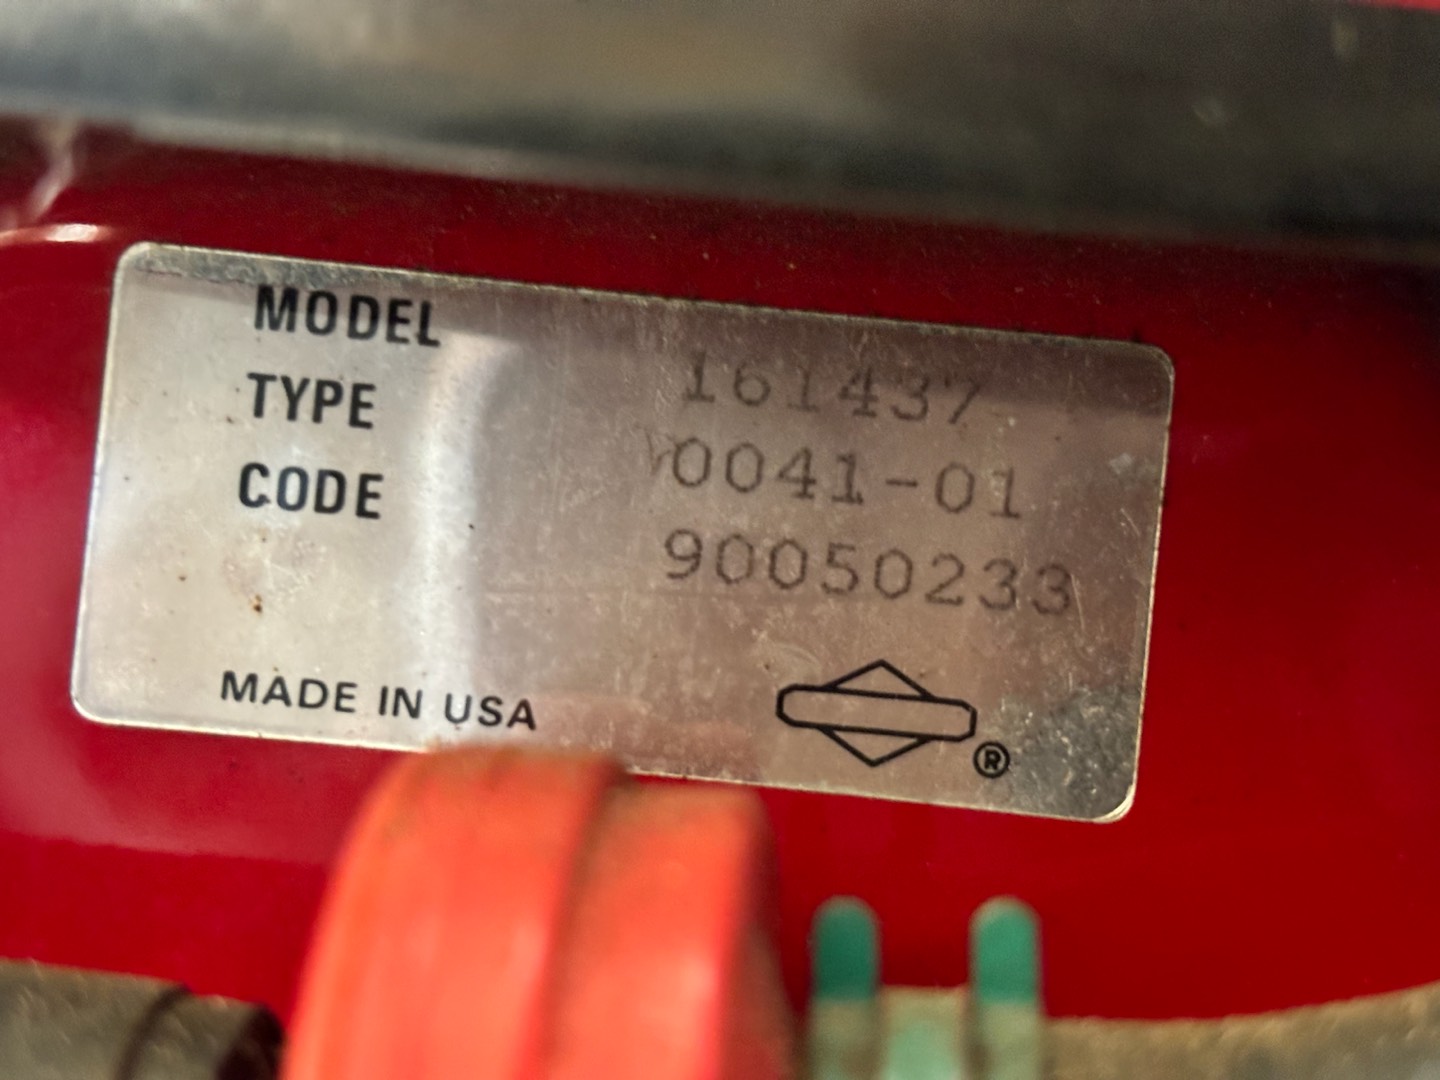 MODEL 161437
TYPE 0041-01
CODE 90050233
MADE IN USA ®